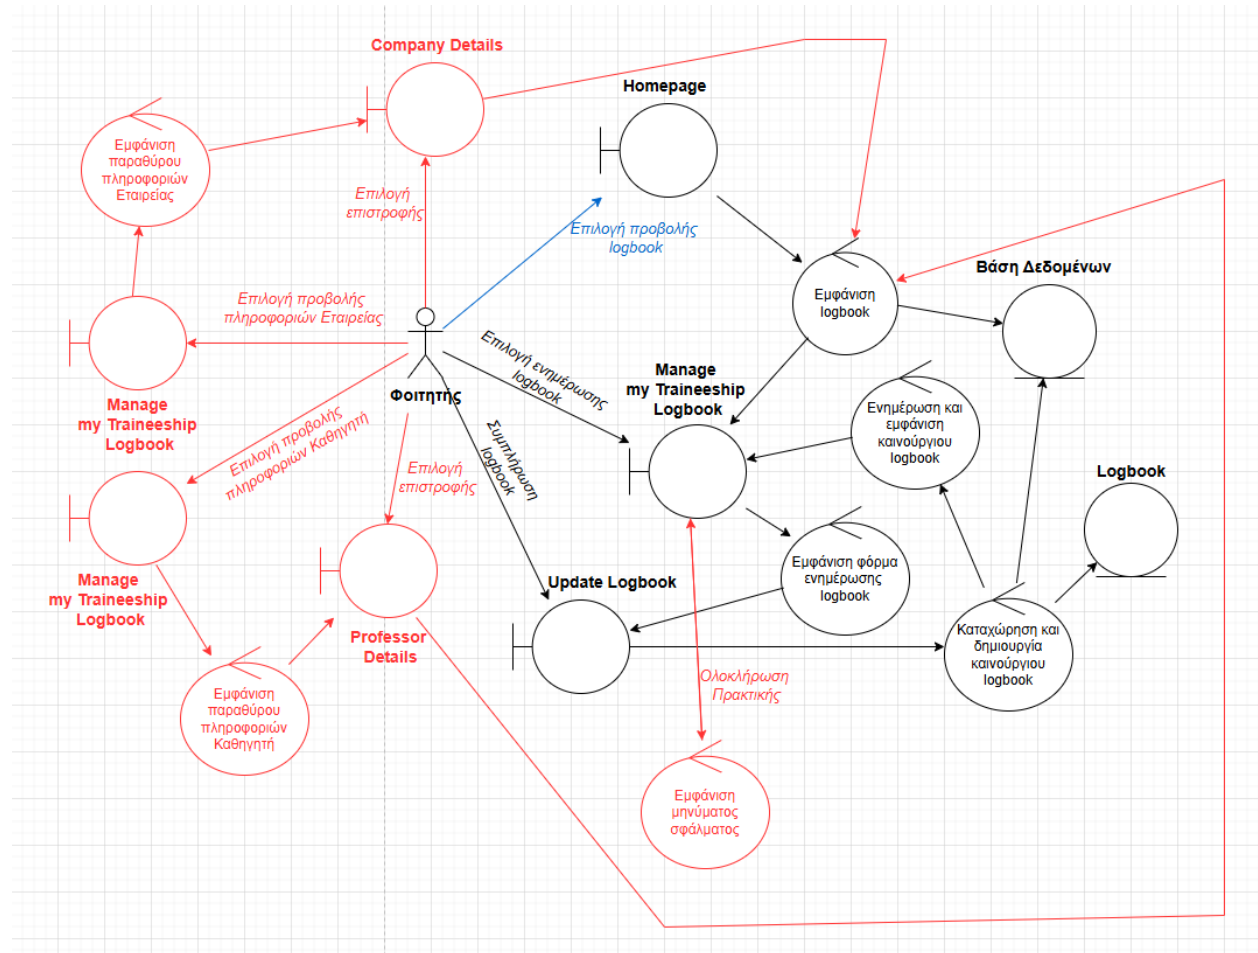 Company Details
Homepage
Εμφάνιση
παραθύρου
πληροφοριών
Εταιρείας
Επιλογή
επιστροφής
Επιλογή προβολής
logbook
Βάση Δεδομένων
Εμφάνιση
logbook
Επιλογή προβολής
πληροφοριών Εταιρείας
Επιλογή ενημέρωσης
logbook
Manage
my Traineeship
Logbook
Φοιτητής
Manage
my Traineeship
Logbook
Ενημέρωση και
εμφάνιση
καινούργιου
logbook
Επιλογή προβολής
πληροφοριών Καθηγητή
Συμπλήρωση
logbook
Επιλογή
επιστροφής
Logbook
Manage
my Traineeship
Logbook
Update Logbook
Εμφάνιση φόρμα
ενημέρωσης
logbook
Professor
Details
Καταχώρηση και
δημιουργία
καινούργιου
logbook
Εμφάνιση
παραθύρου
πληροφοριών
Καθηγητή
Ολοκλήρωση
Πρακτικής
Εμφάνιση
μηνύματος
σφάλματος